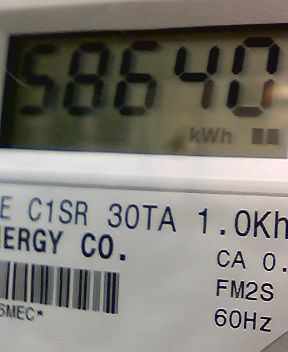 58640
kWh
E C1SR 30TA 1.0Kh
ERGY CO.
CA 0.
FM2S
60Hz
SMEC*